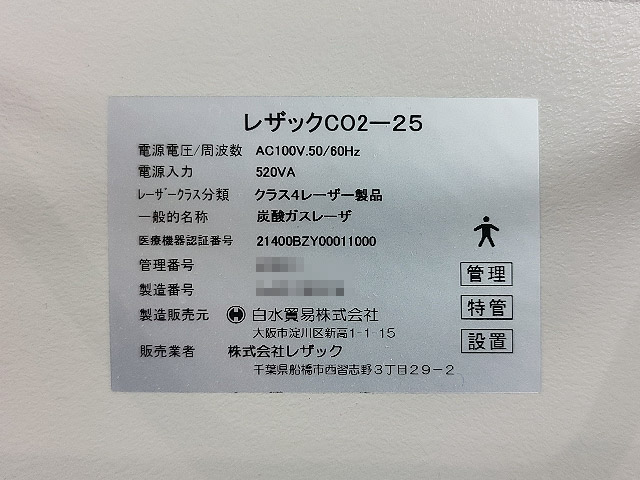 レザックCO2－25
電源電圧/周波数 AC100V.50/60Hz
電源入力 520VA
レーザークラス分類 クラス4レーザー製品
一般的名称 炭酸ガスレーザ
医療機器認証番号 21400BZY00011000
管理番号
製造番号
製造販売元 白水貿易株式会社
大阪市淀川区新高1-1-15
販売業者 株式会社レザック
千葉県船橋市西習志野3丁目29-2
管理
特管
設置